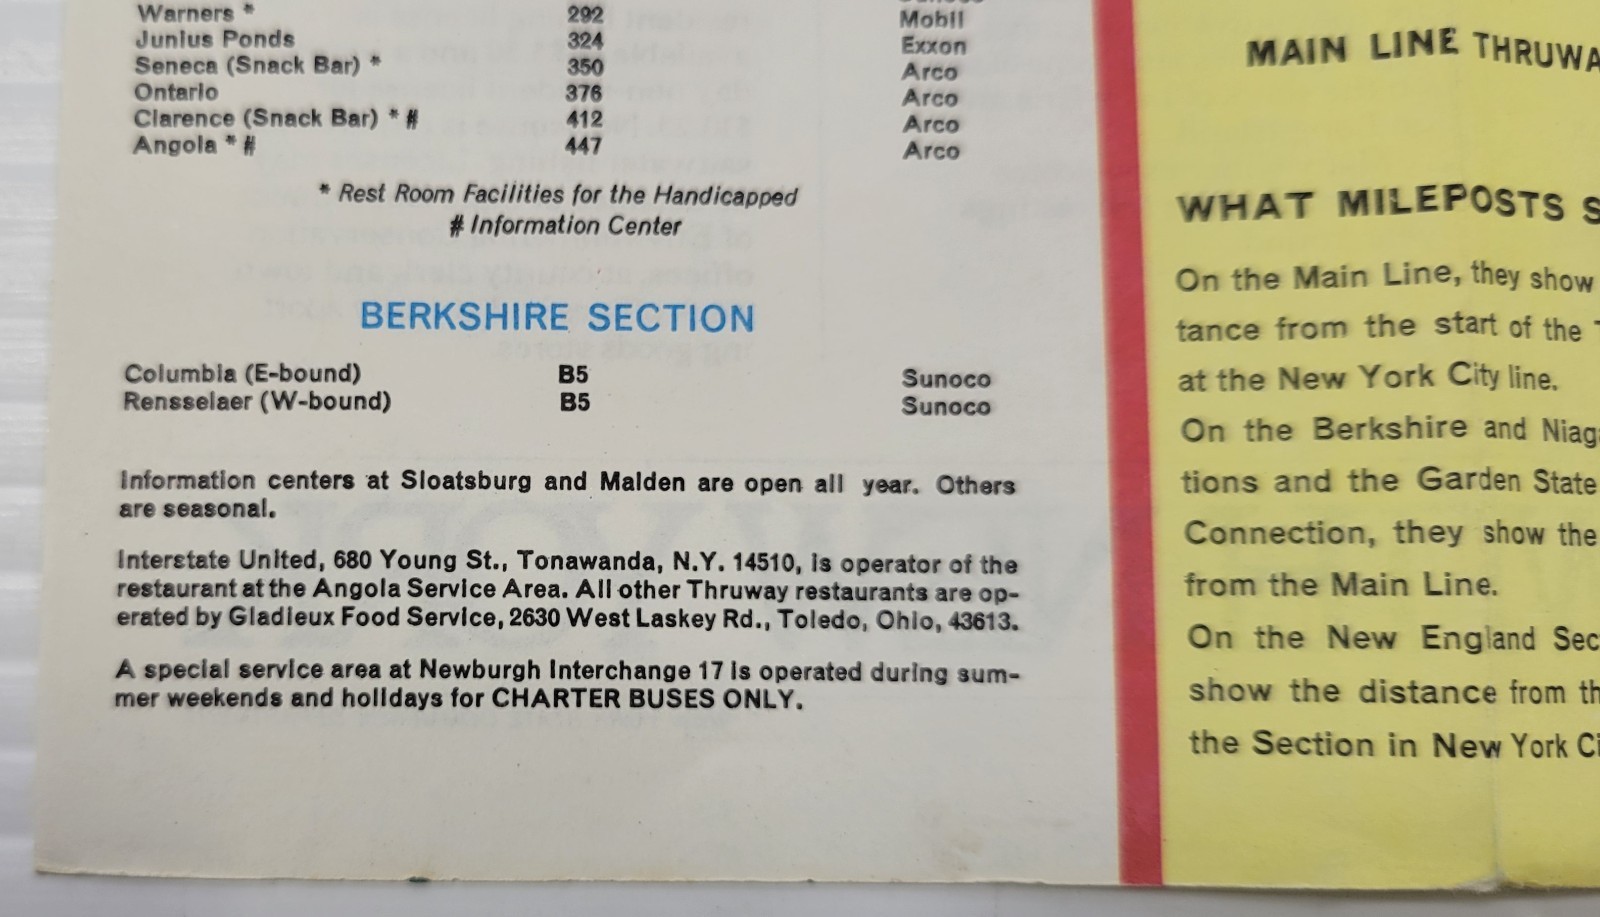 Warners * 292 Mobil
Junius Ponds 324 Exxon
Seneca (Snack Bar) * 350 Arco
Ontario 376 Arco
Clarence (Snack Bar) * # 412 Arco
Angola * # 447 Arco
* Rest Room Facilities for the Handicapped
# Information Center
BERKSHIRE SECTION
Columbia (E-bound) B5 Sunoco
Rensselaer (W-bound) B5 Sunoco
Information centers at Sloatsburg and Malden are open all year. Others
are seasonal.
Interstate United, 680 Young St., Tonawanda, N.Y. 14510, is operator of the
restaurant at the Angola Service Area. All other Thruway restaurants are op-
erated by Gladieux Food Service, 2630 West Laskey Rd., Toledo, Ohio, 43613.
A special service area at Newburgh Interchange 17 is operated during sum-
mer weekends and holidays for CHARTER BUSES ONLY.
MAIN LINE THRUWA
WHAT MILEPOSTS S
On the Main Line, they show
tance from the start of the
at the New York City line.
On the Berkshire and Niag
tions and the Garden State
Connection, they show the
from the Main Line.
On the New England Sec
show the distance from th
the Section in New York Ci